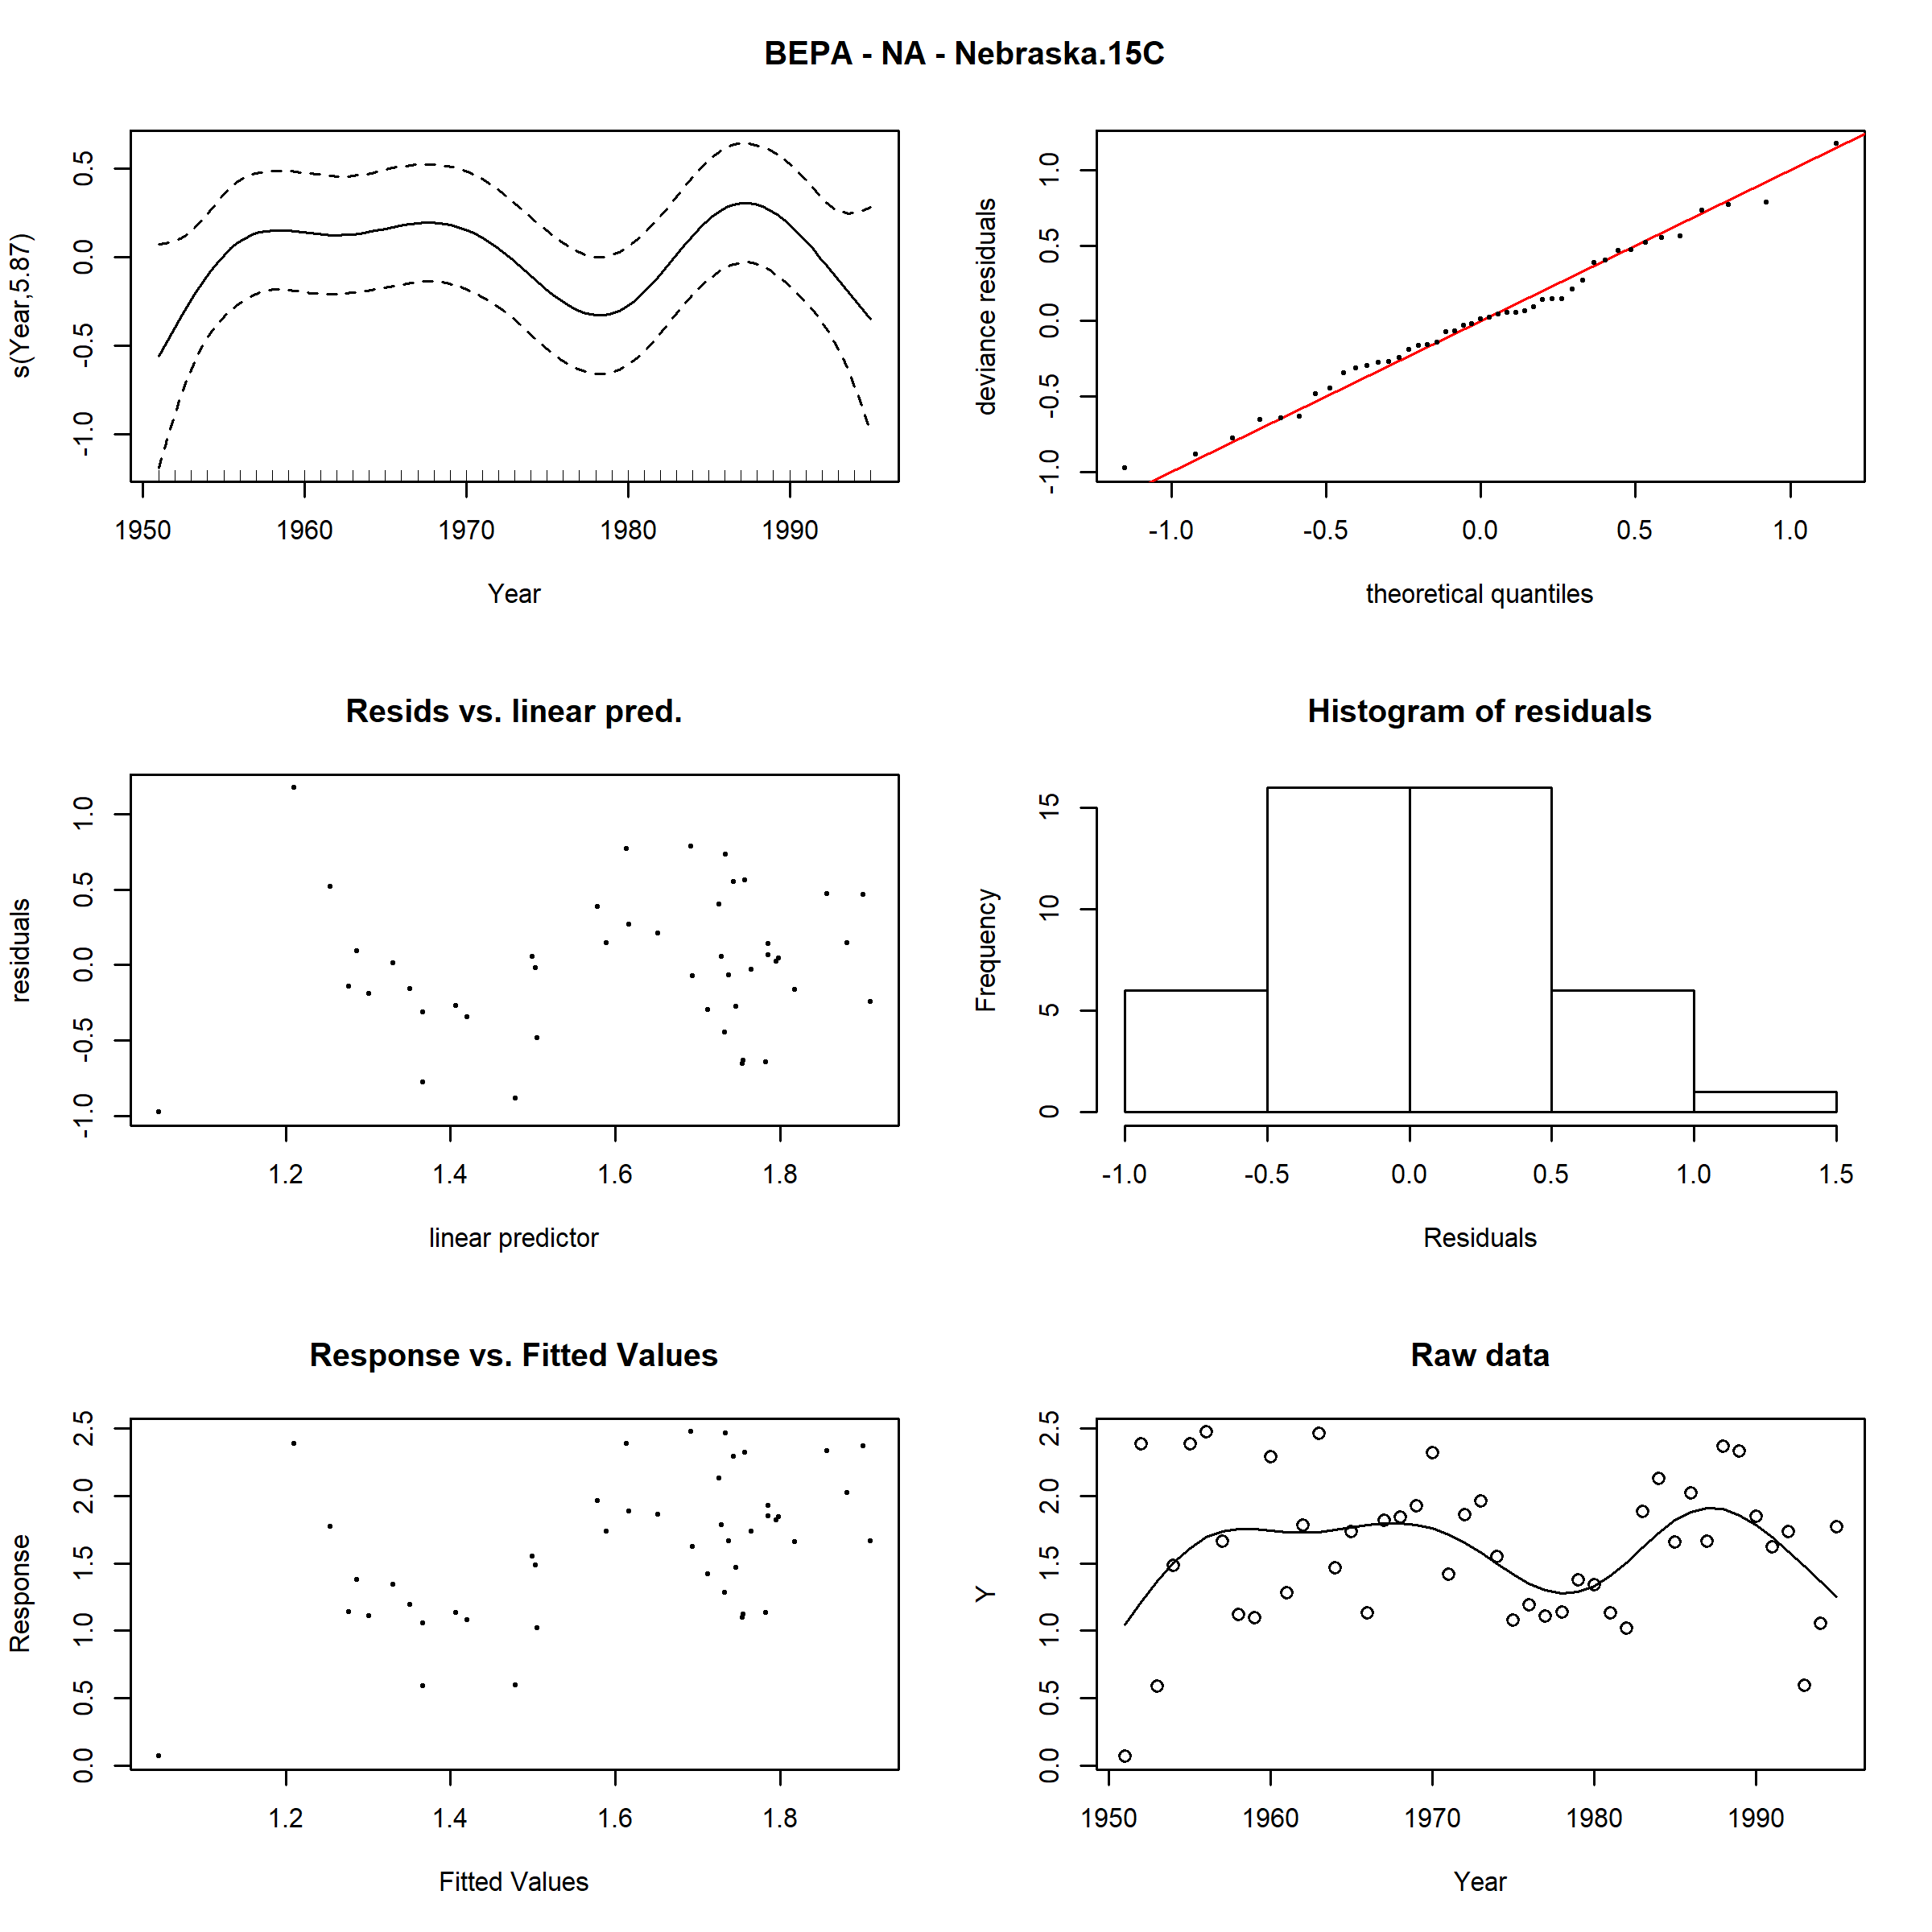 BEPA - NA - Nebraska.15C
s(Year,5.87)
0.5
0.0
-0.5
-1.0
1950 1960 1970 1980 1990
Year
deviance residuals
1.0
0.5
0.0
-0.5
-1.0
-1.0 -0.5 0.0 0.5 1.0
theoretical quantiles
Resids vs. linear pred.
residuals
1.0
0.5
0.0
-0.5
-1.0
1.2 1.4 1.6 1.8
linear predictor
Histogram of residuals
Frequency
15
10
5
0
-1.0 -0.5 0.0 0.5 1.0 1.5
Residuals
Response vs. Fitted Values
Response
2.5
2.0
1.5
1.0
0.5
0.0
1.2 1.4 1.6 1.8
Fitted Values
Raw data
Y
2.5
2.0
1.5
1.0
0.5
0.0
1950 1960 1970 1980 1990
Year